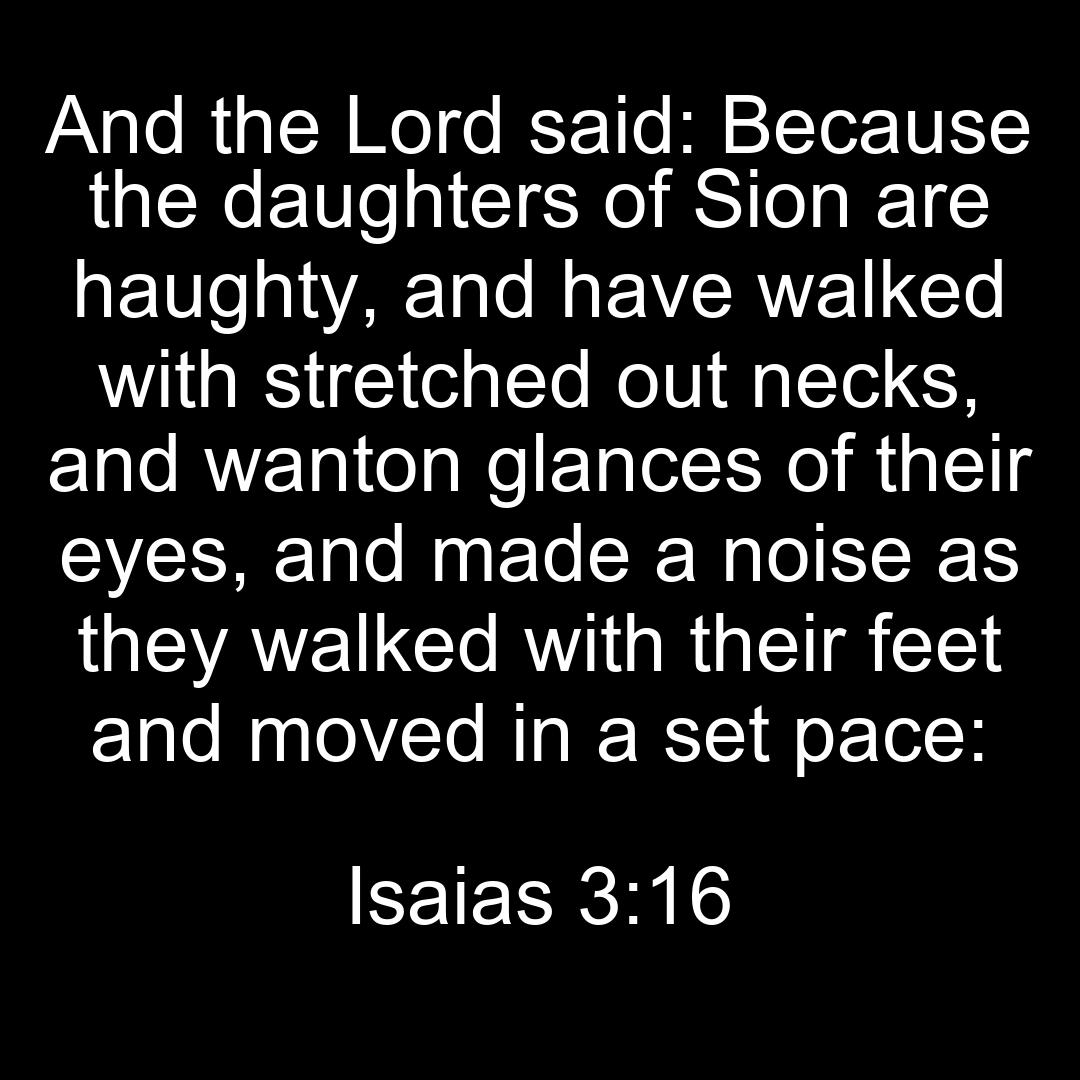 And the Lord said: Because
the daughters of Sion are
haughty, and have walked
with stretched out necks,
and wanton glances of their
eyes, and made a noise as
they walked with their feet
and moved in a set pace:
Isaias 3:16